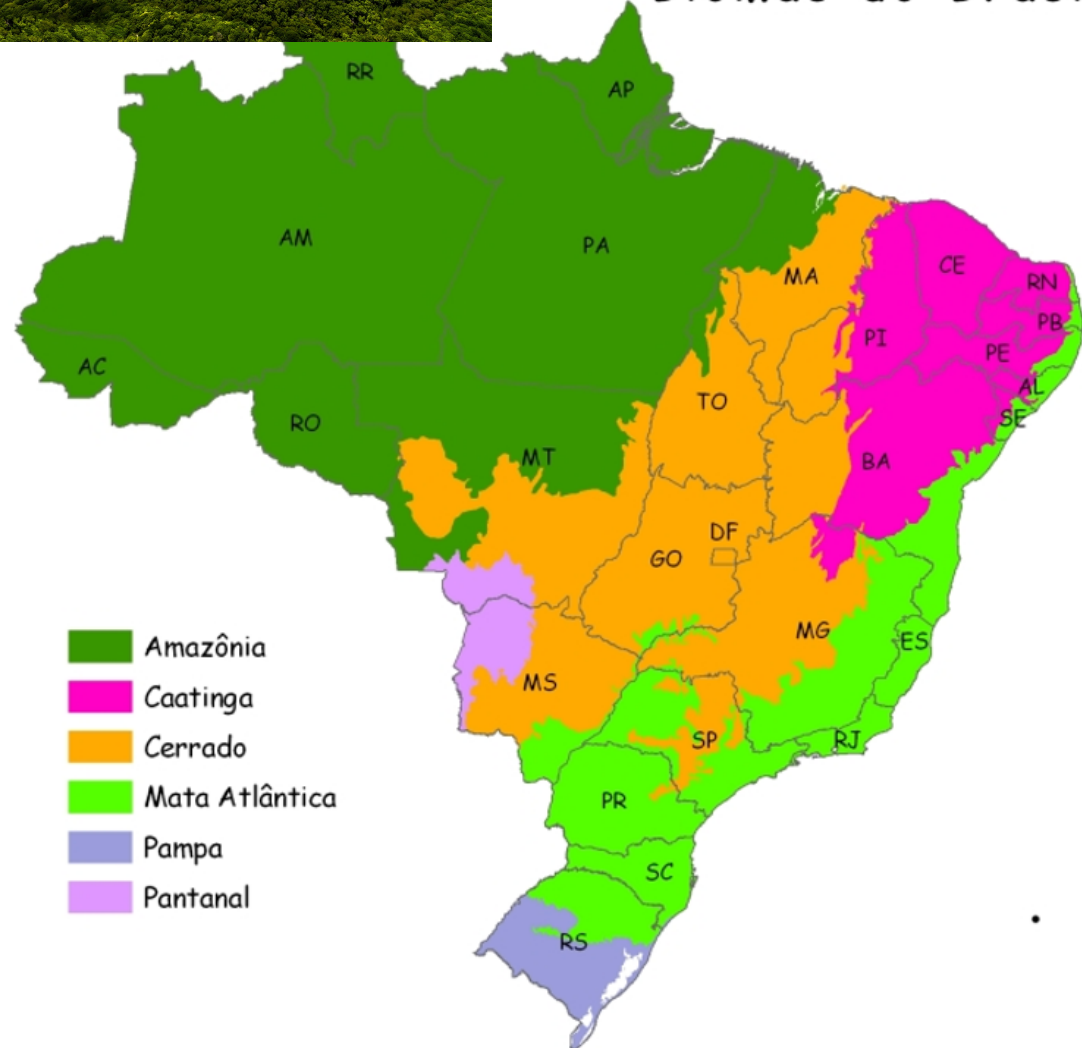 RR
AP
AM
PA
MA
CE
RN
PB
PI
PE
AC
AL
TO
SE
RO
MT
BA
DF
GO
MG
ES
MS
SP
RJ
PR
SC
RS
Amazônia
Caatinga
Cerrado
Mata Atlântica
Pampa
Pantanal